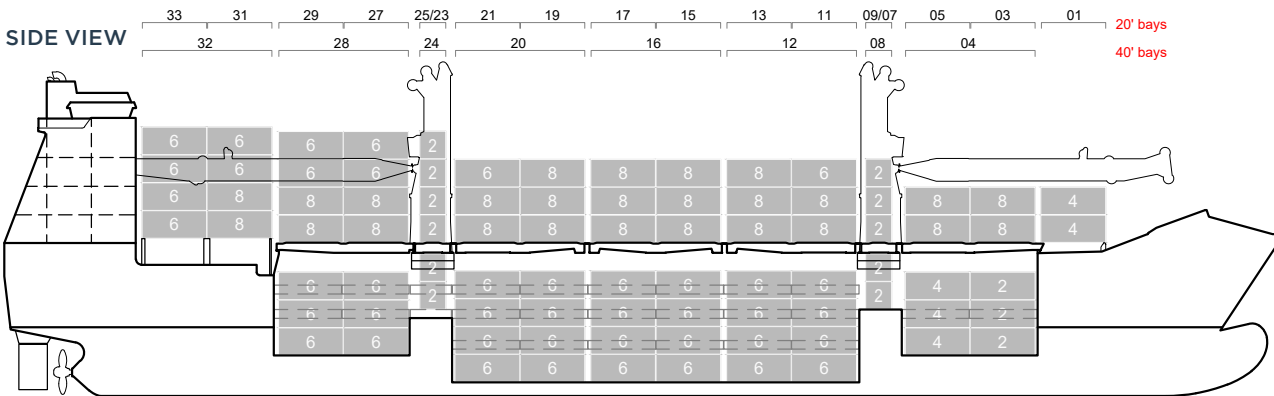 33 31 29 27 25/23 21 19 17 15 13 11 09/07 05 03 01 20' bays
SIDE VIEW
32 28 24 20 16 12 08 04 40' bays
6 6 6 6 2
6 6 6 6 2 6 8 8 8 8 6 2
6 8 8 8 2 8 8 8 8 8 8 2 8 8 4
6 8 8 8 2 8 8 8 8 8 8 2 8 8 4
2 2
6 6 2 6 6 6 6 6 6 2 4 2
6 6 6 6 6 6 6 6 4 2
6 6 6 6 6 6 6 6 4 2
6 6 6 6 6 6